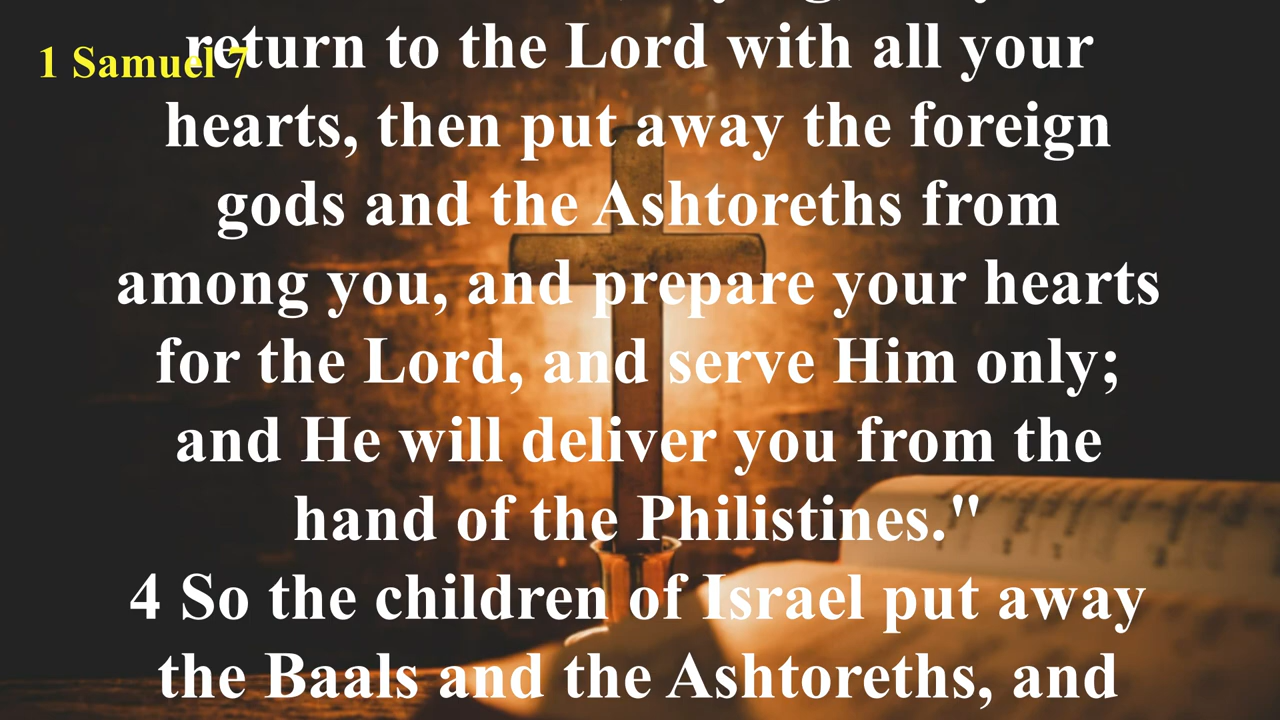 1 Samuel 7
return to the Lord with all your
hearts, then put away the foreign
gods and the Ashtoreths from
among you, and prepare your hearts
for the Lord, and serve Him only;
and He will deliver you from the
hand of the Philistines."
4 So the children of Israel put away
the Baals and the Ashtoreths, and